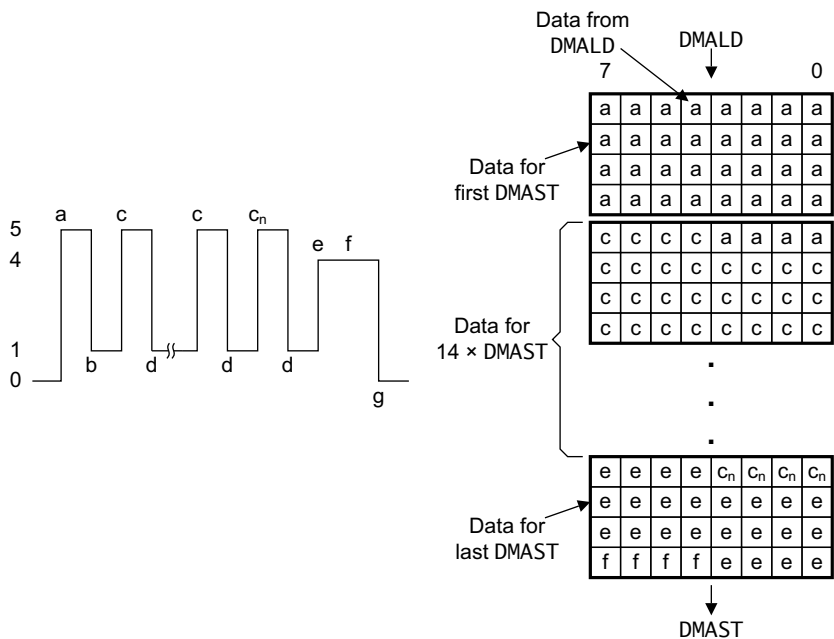 Data from
DMALD
DMALD
7 0
a a a a a a a a
a a a a a a a a
a a a a a a a a
a a a a a a a a
Data for
first DMAST
c c c c a a a a
c c c c c c c c
c c c c c c c c
c c c c c c c c
Data for
14 × DMAST
e e e e cn cn cn cn
e e e e e e e e
e e e e e e e e
f f f f e e e e
Data for
last DMAST
DMAST
a c c cn
5
e f
4
1
b d d d
0
g